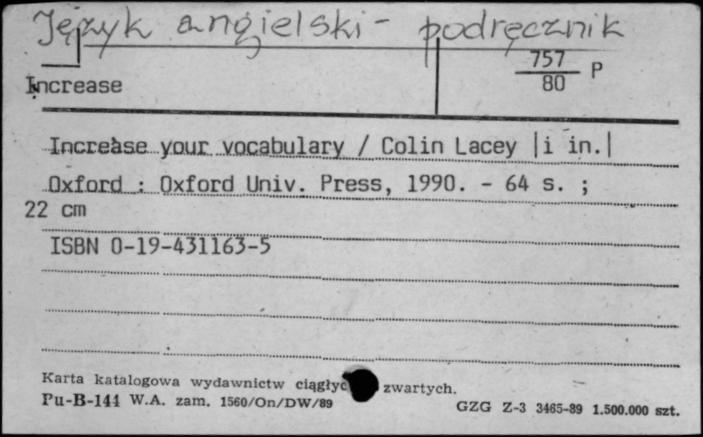 Język angielski - podręcznik
757
80 P
Increase
Increase your vocabulary / Colin Lacey |i in.|
Oxford : Oxford Univ. Press, 1990. - 64 s. ;
22 cm
ISBN 0-19-431163-5
Karta katalogowa wydawnictw zwartych.
Pu-B-144 W.A. zam. 1560/On/DW/89
GZG Z-3 3465-89 1.500.000 szt.